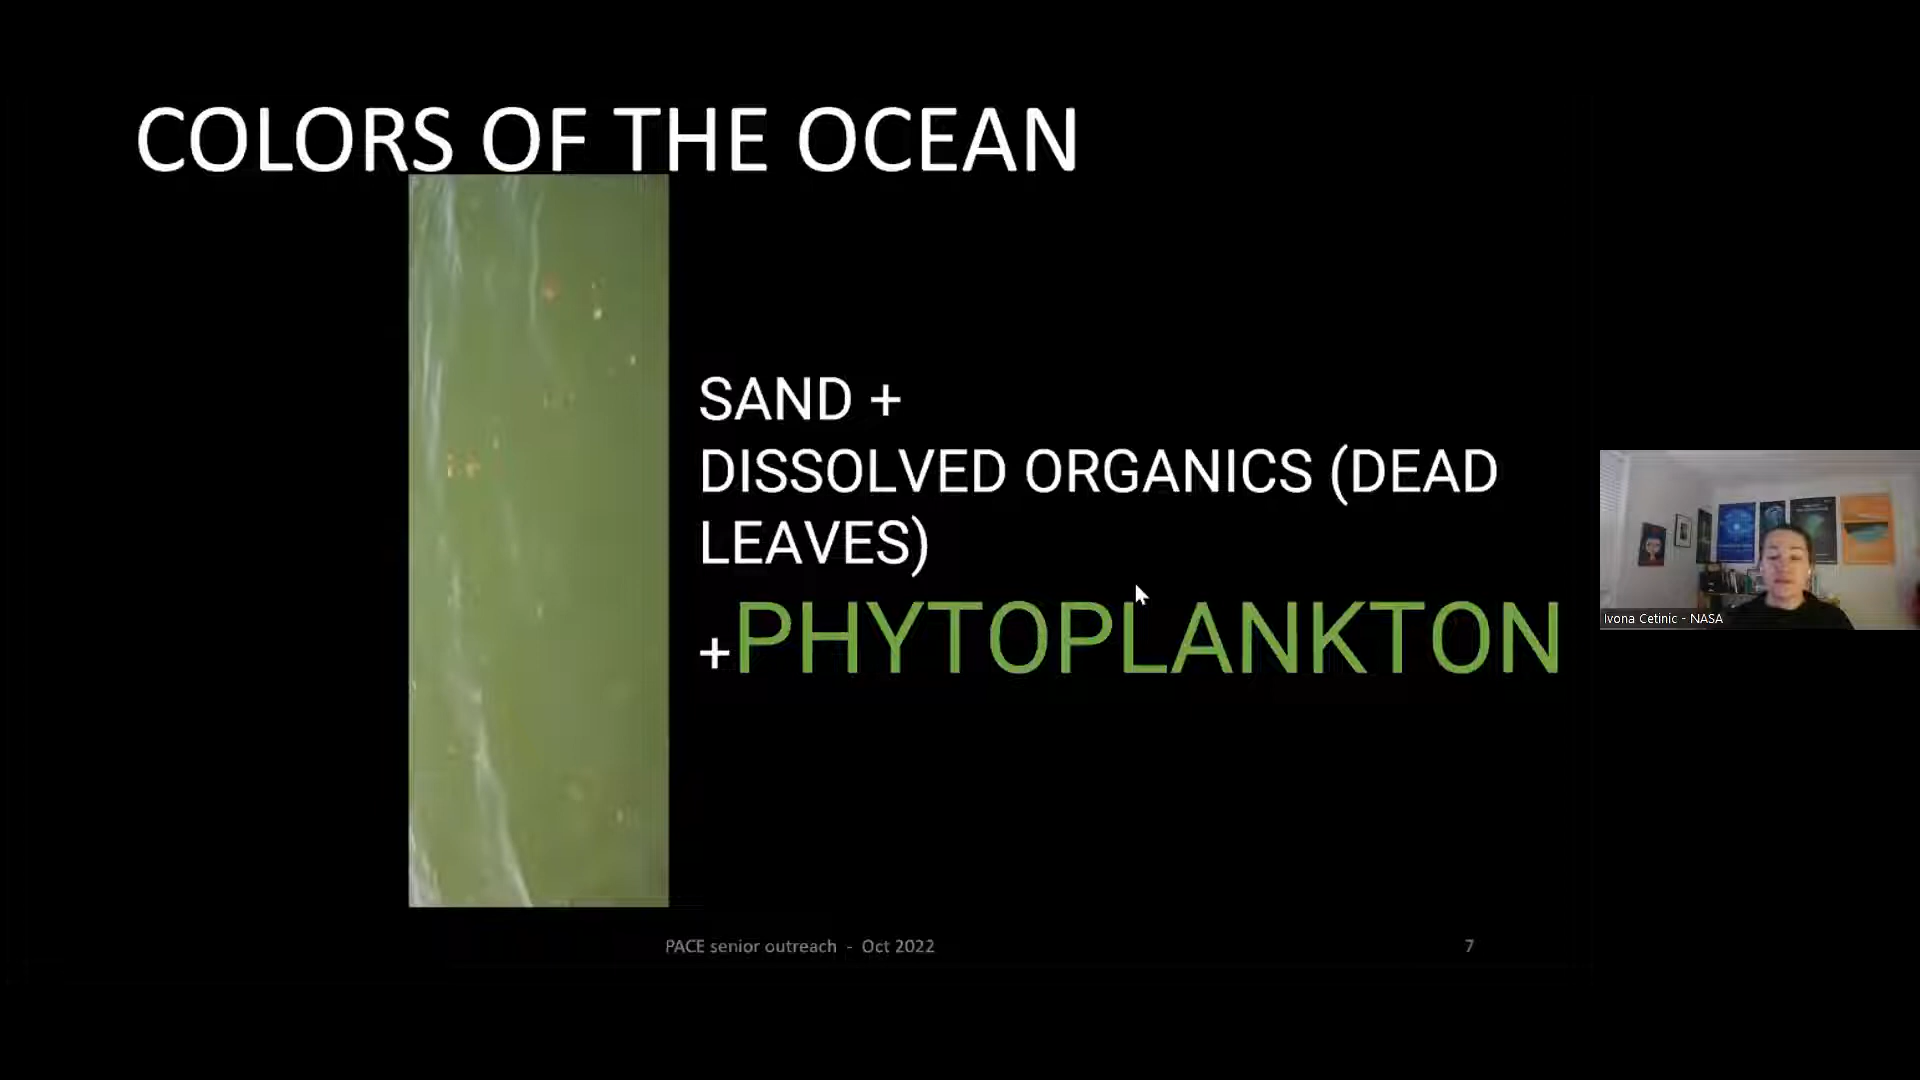 COLORS OF THE OCEAN
SAND +
DISSOLVED ORGANICS (DEAD
LEAVES)
+PHYTOPLANKTON
Ivona Cetinic - NASA
PACE senior outreach - Oct 2022
7